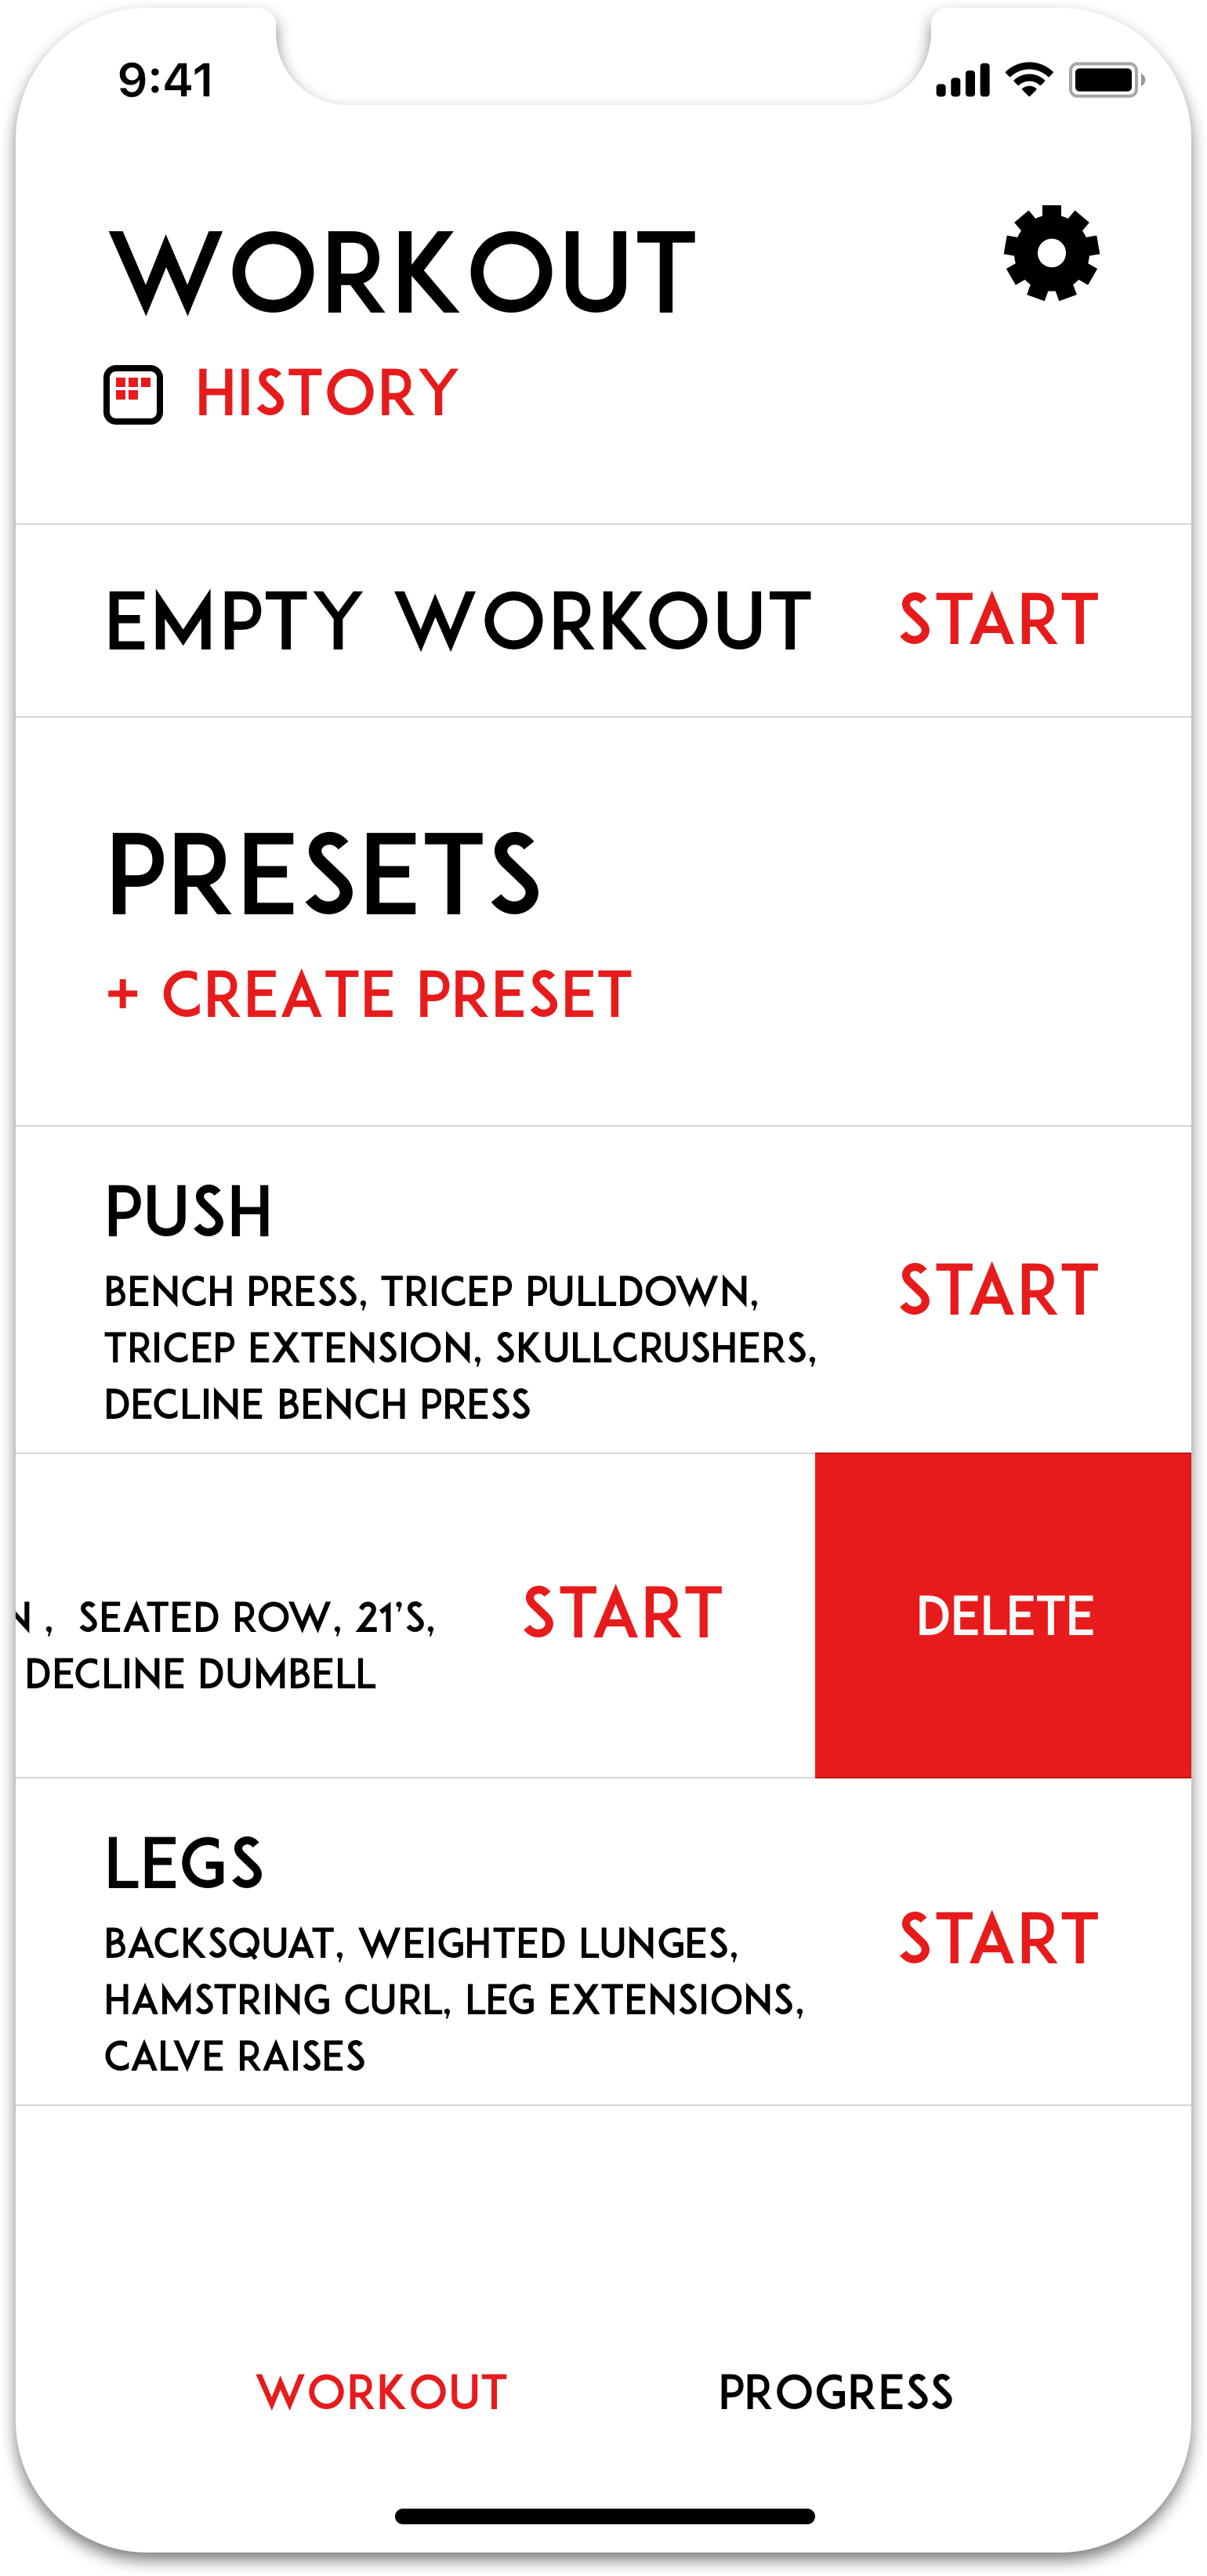 9:41
WORKOUT
HISTORY
EMPTY WORKOUT START
PRESETS
+ CREATE PRESET
PUSH
BENCH PRESS, TRICEP PULLDOWN,
TRICEP EXTENSION, SKULLCRUSHERS,
DECLINE BENCH PRESS
START
N , SEATED ROW, 21'S,
DECLINE DUMBELL
START
DELETE
LEGS
BACKSQUAT, WEIGHTED LUNGES,
HAMSTRING CURL, LEG EXTENSIONS,
CALVE RAISES
START
WORKOUT PROGRESS